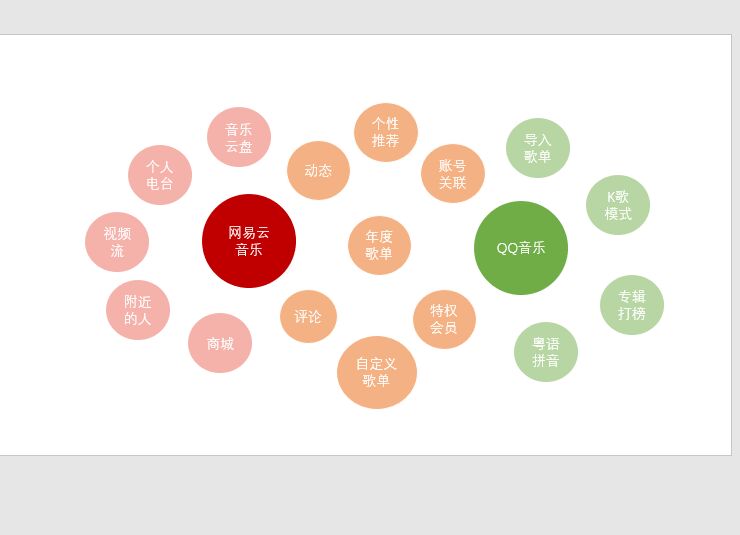 个性
推荐
音乐
云盘
导入
歌单
个人
电台
动态
账号
关联
K歌
模式
视频
流
网易云
音乐
年度
歌单
QQ音乐
附近
的人
评论
特权
会员
专辑
打榜
商城
粤语
拼音
自定义
歌单